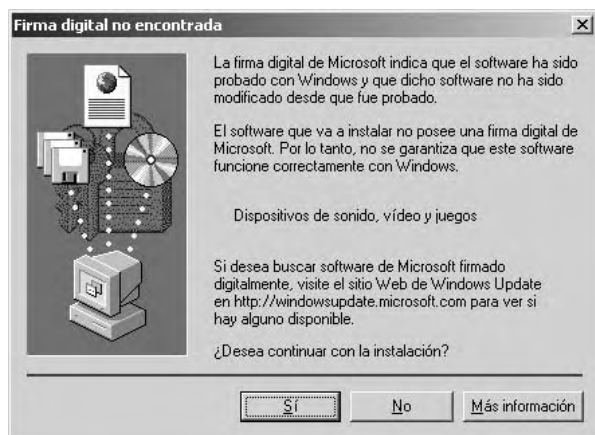 Firma digital no encontrada
La firma digital de Microsoft indica que el software ha sido
probado con Windows y que dicho software no ha sido
modificado desde que fue probado.
El software que va a instalar no posee una firma digital de
Microsoft. Por lo tanto, no se garantiza que este software
funcione correctamente con Windows.
Dispositivos de sonido, vídeo y juegos
Si desea buscar software de Microsoft firmado
digitalmente, visite el sitio Web de Windows Update
en http://windowsupdate.microsoft.com para ver si
hay alguno disponible.
¿Desea continuar con la instalación?
Sí No Más información